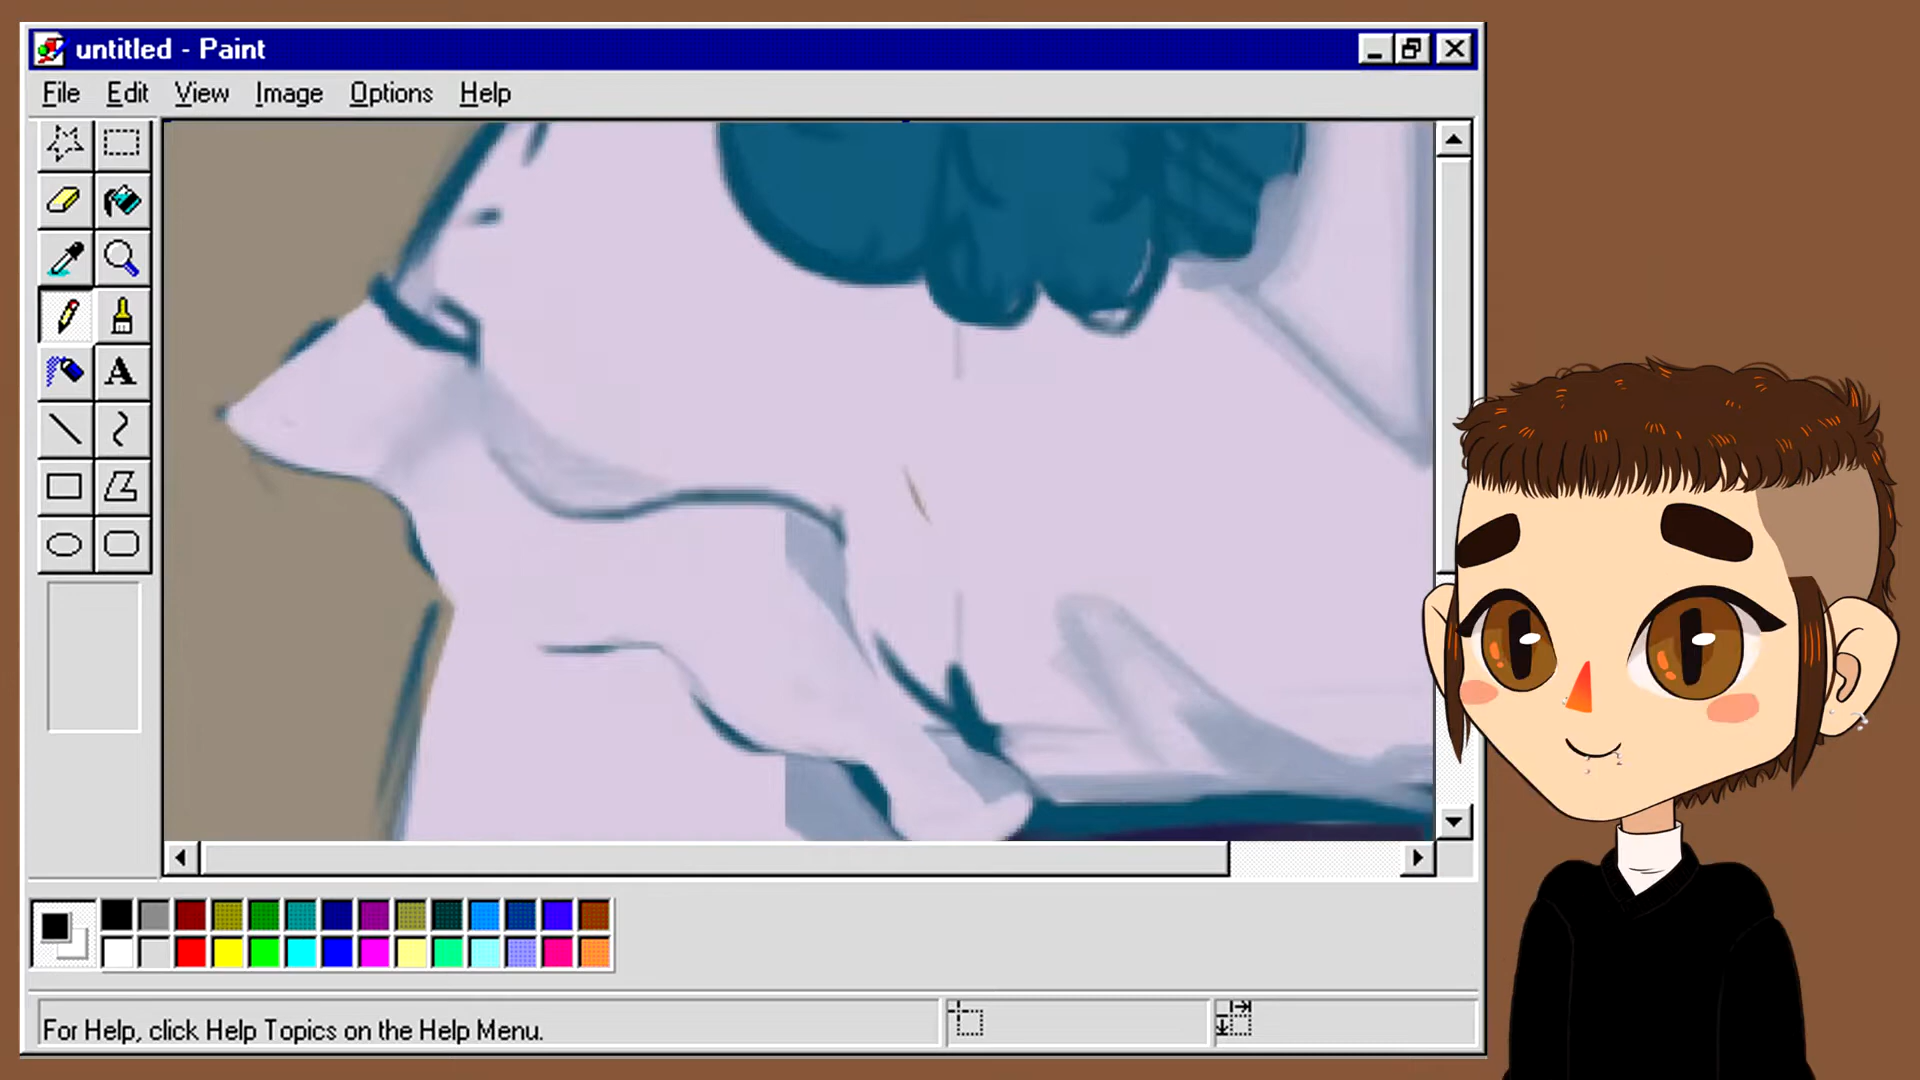 untitled - Paint
File Edit View Image Options Help
A
For Help, click Help Topics on the Help Menu.